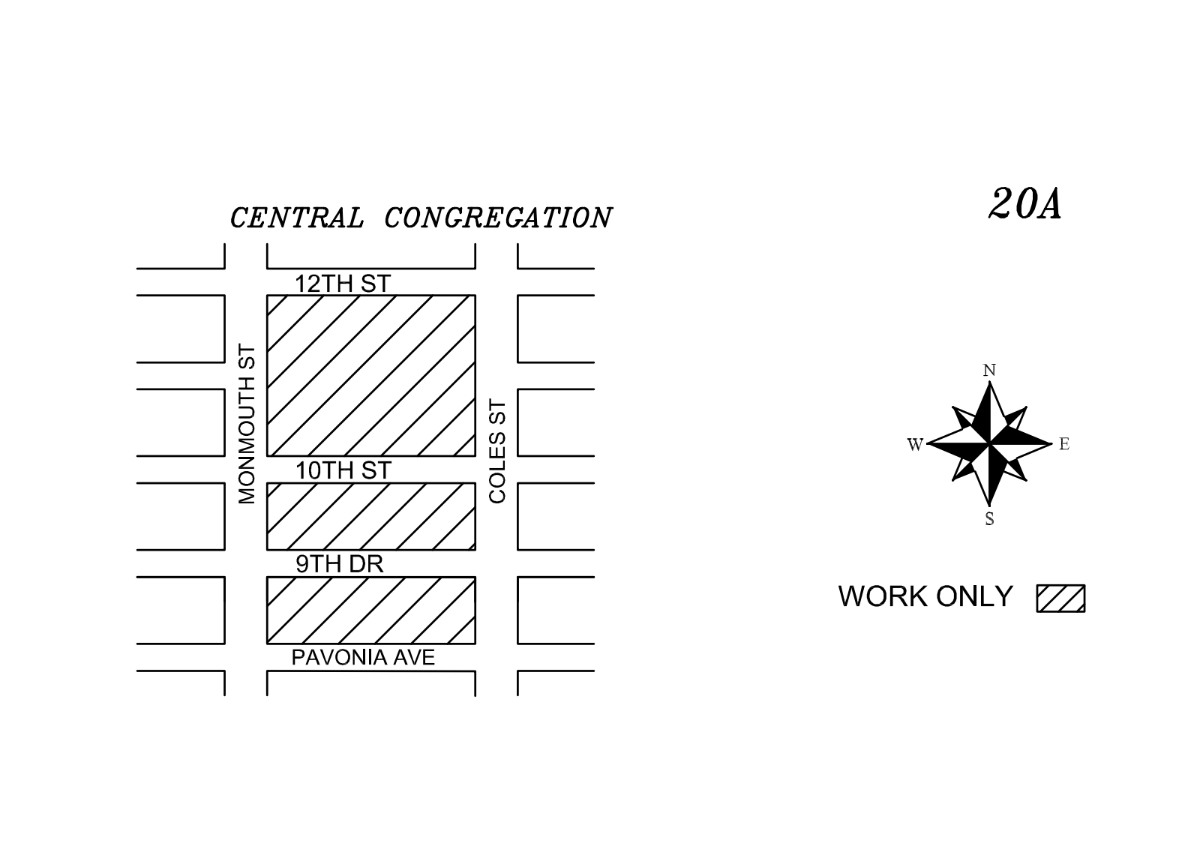 20A
CENTRAL CONGREGATION
12TH ST
MONMOUTH ST
COLES ST
10TH ST
9TH DR
PAVONIA AVE
N
W
E
S
WORK ONLY